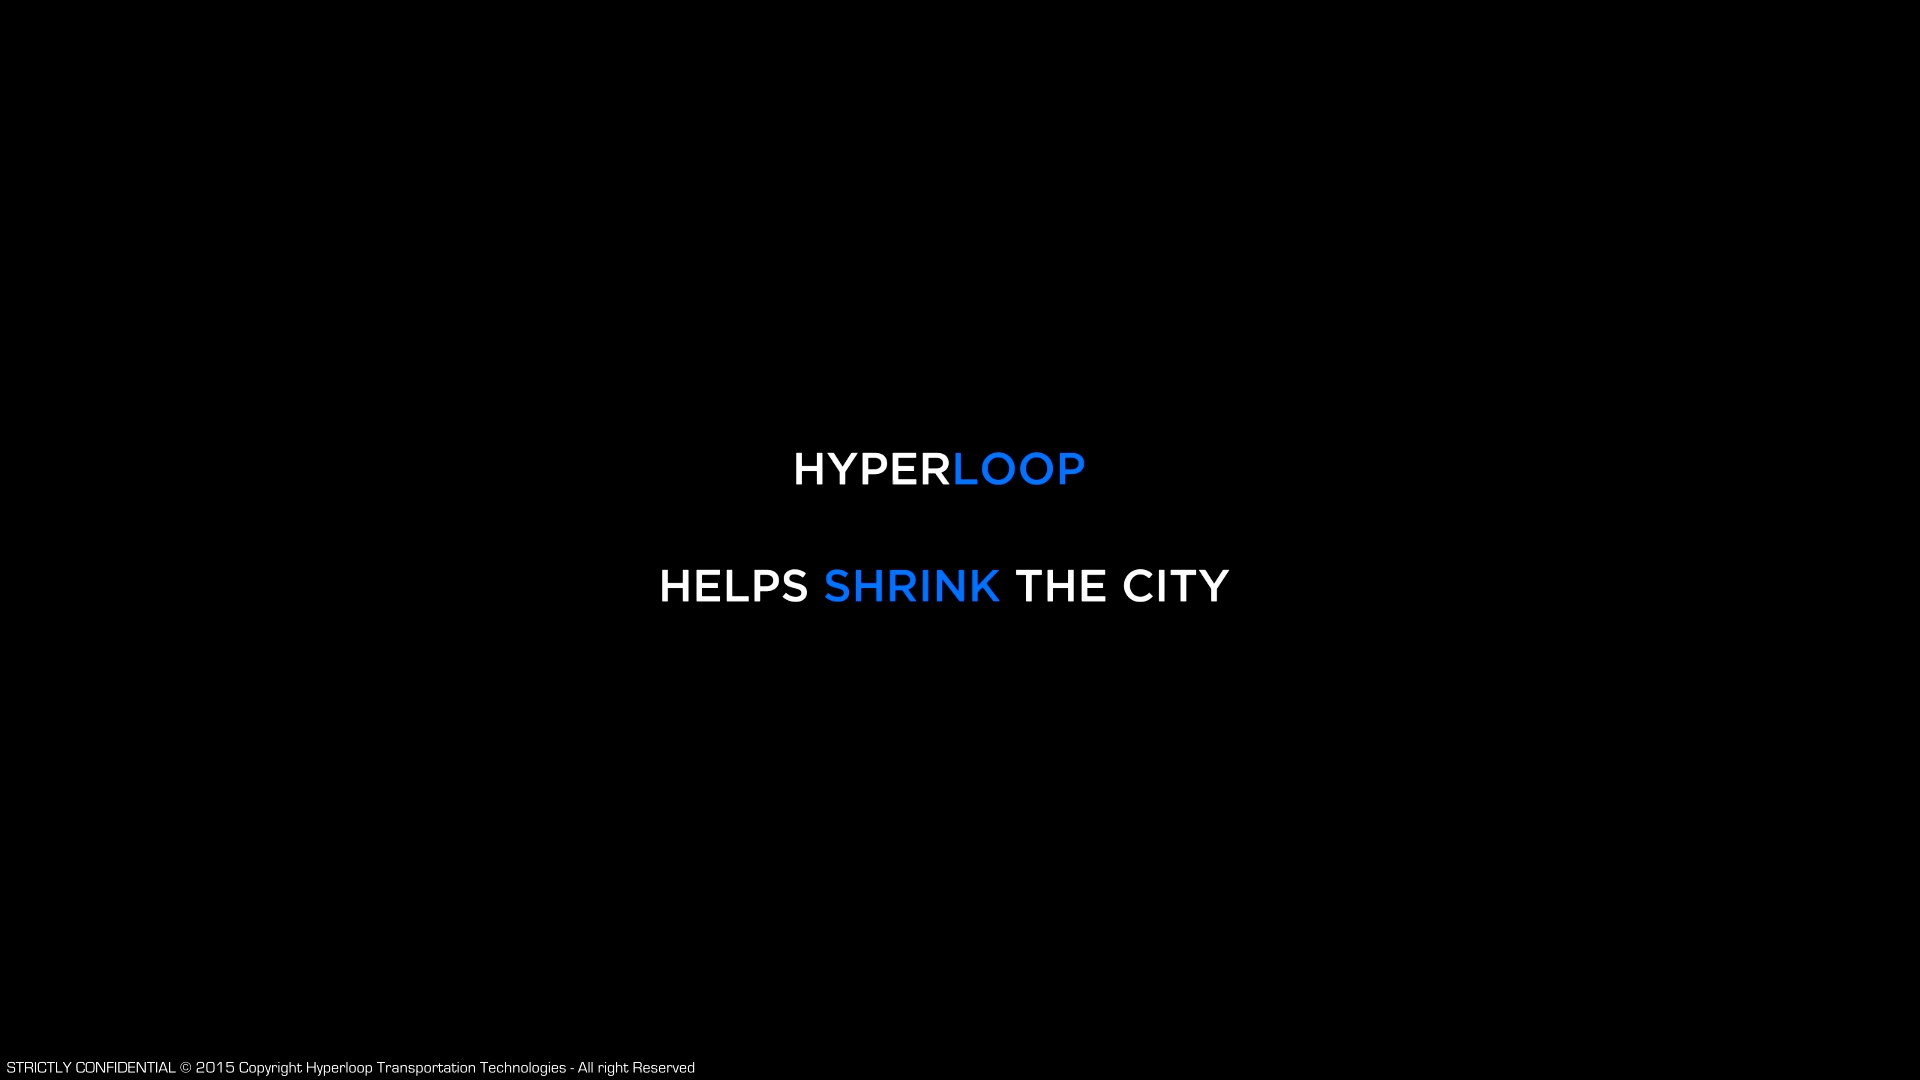 HYPERLOOP
HELPS SHRINK THE CITY
STRICTLY CONFIDENTIAL © 2015 Copyright Hyperloop Transportation Technologies - All right Reserved